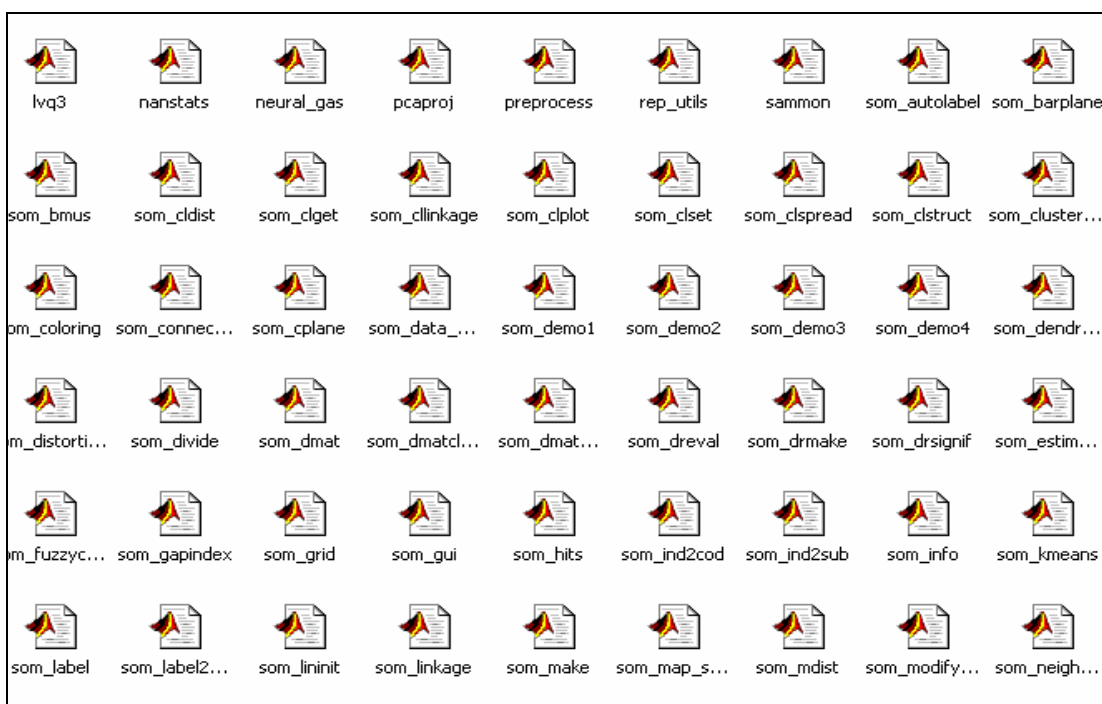 lvq3 nanstats neural_gas pcaproj preprocess rep_utils sammon som_autolabel som_barplane
som_bmus som_cldist som_clget som_cllinkage som_clplot som_clset som_clspread som_clstruct som_cluster...
om_coloring som_connec... som_cplane som_data_... som_demo1 som_demo2 som_demo3 som_demo4 som_dendr...
om_distorti... som_divide som_dmat som_dmatcl... som_dmat... som_dreval som_drmake som_drsignif som_estim...
om_fuzzyc... som_gapindex som_grid som_gui som_hits som_ind2cod som_ind2sub som_info som_kmeans
som_label som_label2... som_lininit som_linkage som_make som_map_s... som_mdist som_modify... som_neigh...